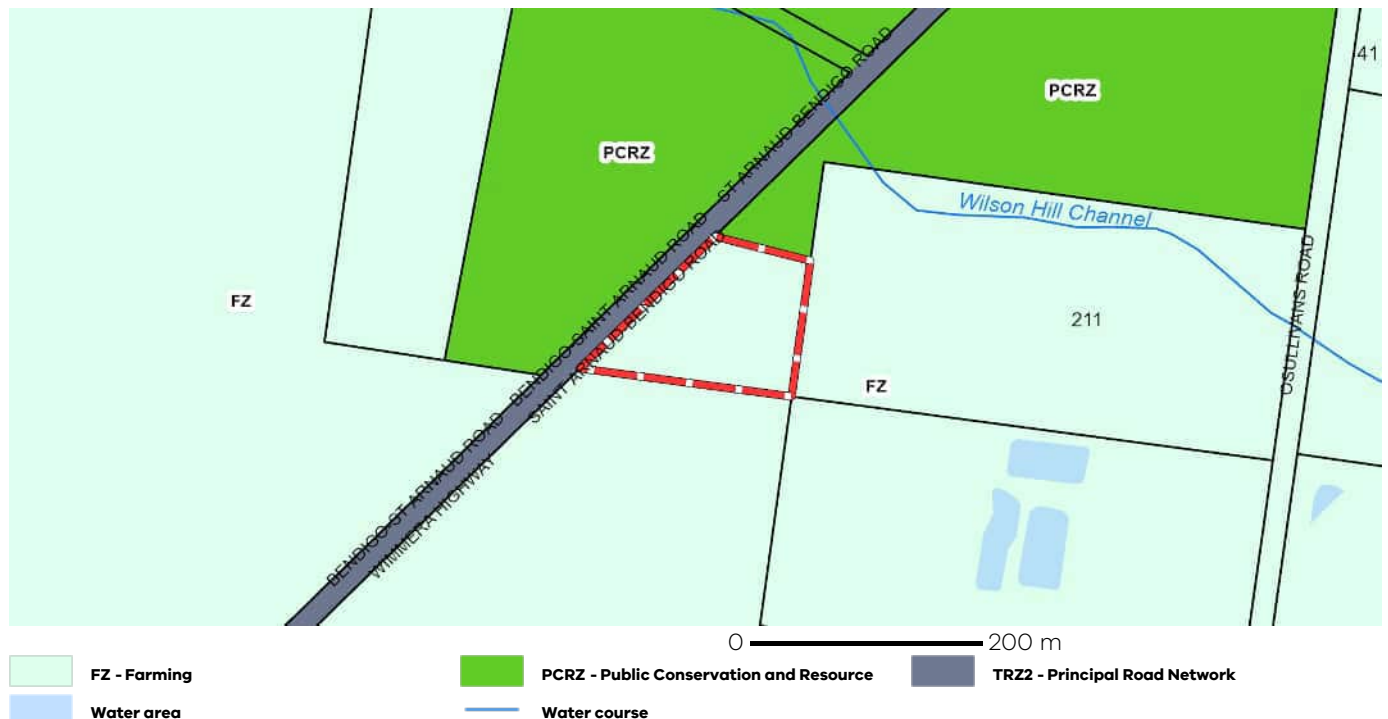 41
PCRZ
PCRZ
BENDIGO-ST ARNAUD ROAD BENDIGO-SAINT ARNAUD ROAD ST ARNAUD BENDIGO ROAD
WIMMERA HIGHWAY SAINT ARNAUD-BENDIGO ROAD
Wilson Hill Channel
OSULLIVANS ROAD
FZ
211
FZ
0 200 m
FZ - Farming
PCRZ - Public Conservation and Resource
TRZ2 - Principal Road Network
Water area
Water course